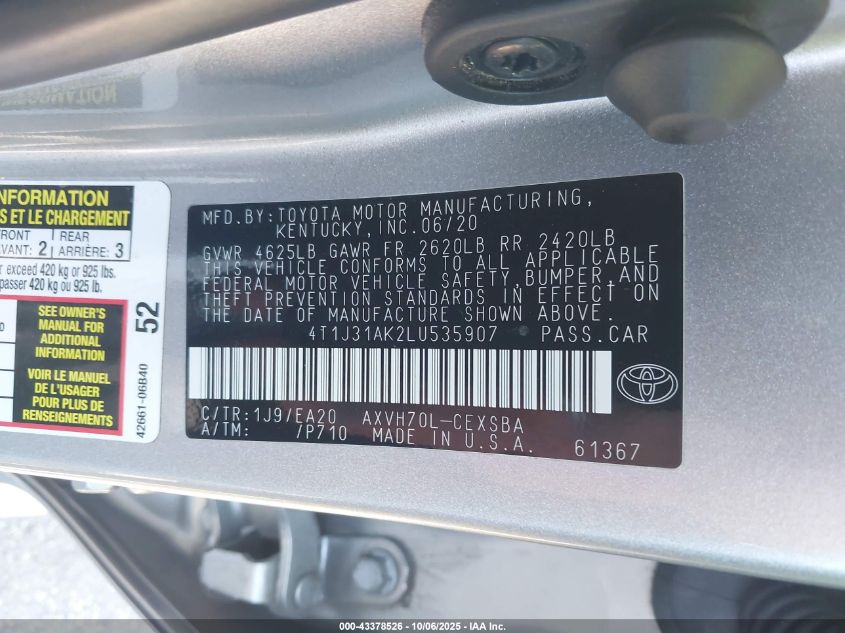 INFORMATION
S ET LE CHARGEMENT
FRONT
AVANT: 2
REAR
ARRIÈRE: 3
r exceed 420 kg or 925 lbs.
passer 420 kg ou 925 lb.
SEE OWNER'S
MANUAL FOR
ADDITIONAL
INFORMATION
VOIR LE MANUEL
DE
L'USAGER POUR
PLUS DE
RENSEIGNEMENTS
52
42661-06B40
MFD.BY:TOYOTA MOTOR MANUFACTURING,
KENTUCKY, INC.06/20
GVWR 4625LB GAWR FR 2620LB RR 2420LB
THIS VEHICLE CONFORMS TO ALL APPLICABLE
FEDERAL MOTOR VEHICLE SAFETY,BUMPER,AND
THEFT PREVENTION STANDARDS IN EFFECT ON
THE DATE OF MANUFACTURE SHOWN ABOVE.
4T1J31AK2LU535907 PASS.CAR
C/TR:1J9/EA20 AXVH70L-CEXSBA
A/TM: /P710 MADE IN U.S.A. 61367
000-43378526 - 10/06/2025 - IAA Inc.